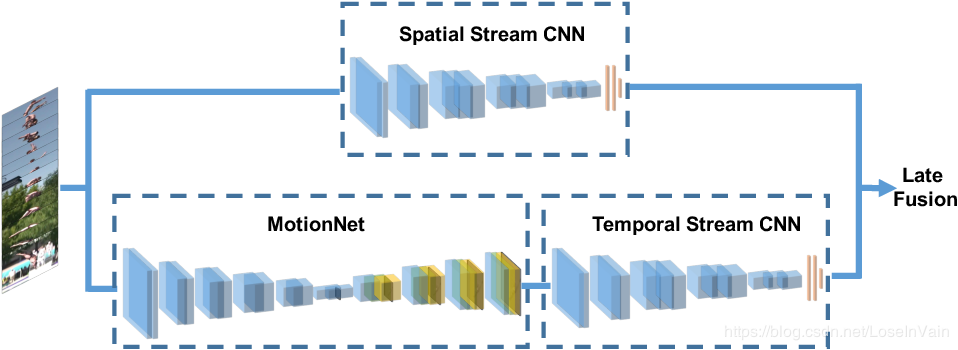 Spatial Stream CNN
MotionNet
Temporal Stream CNN
Late
Fusion
https://blog.csdn.net/LoseInVain